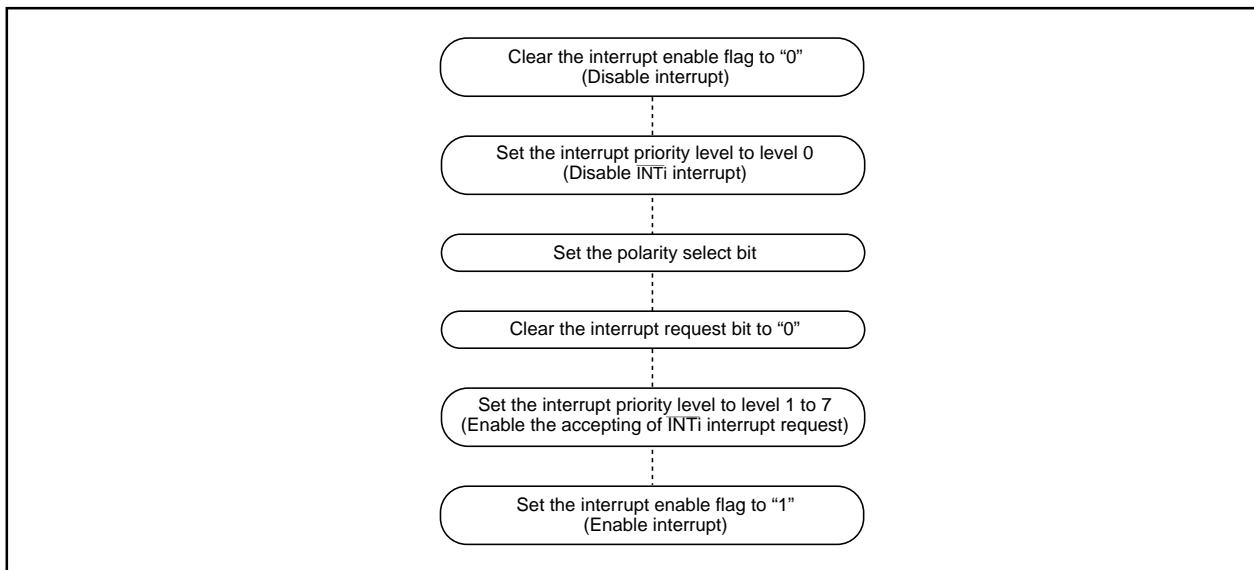 Clear the interrupt enable flag to “0”
(Disable interrupt)
Set the interrupt priority level to level 0
(Disable INTi interrupt)
Set the polarity select bit
Clear the interrupt request bit to “0”
Set the interrupt priority level to level 1 to 7
(Enable the accepting of INTi interrupt request)
Set the interrupt enable flag to “1”
(Enable interrupt)